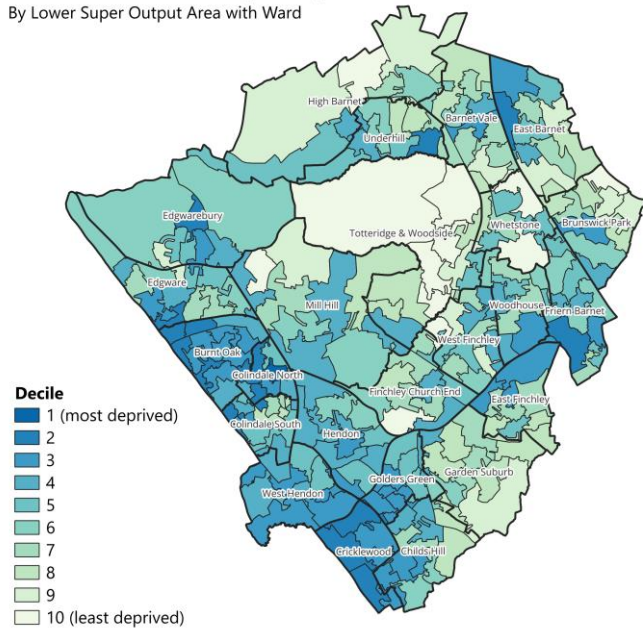 By Lower Super Output Area with Ward
High Barnet
Underhill
Barnet Vale
East Barnet
Edgwarebury
Totteridge & Woodside
Whetstone
Brunswick Park
Edgware
Mill Hill
Woodhouse
Friern Barnet
West Finchley
Burnt Oak
Colindale North
Finchley Church End
East Finchley
Colindale South
Hendon
Garden Suburb
Golders Green
West Hendon
Cricklewood
Childs Hill
Decile
1 (most deprived)
2
3
4
5
6
7
8
9
10 (least deprived)